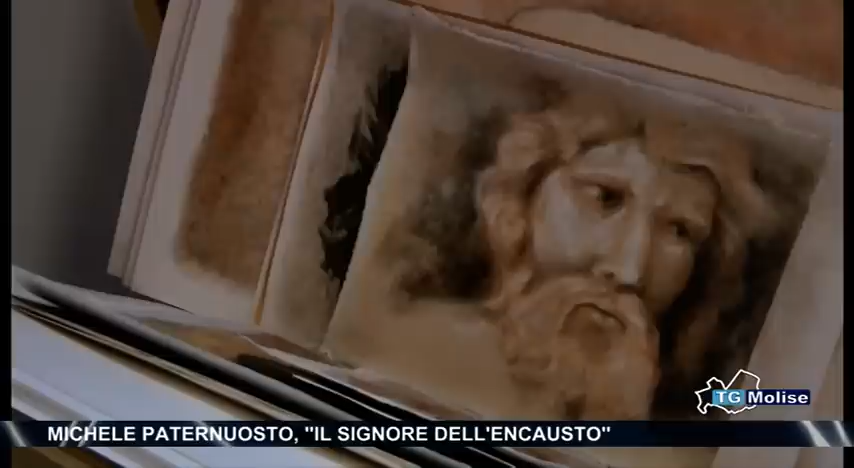 TG Molise
MICHELE PATERNUOSTO, "IL SIGNORE DELL'ENCAUSTO"